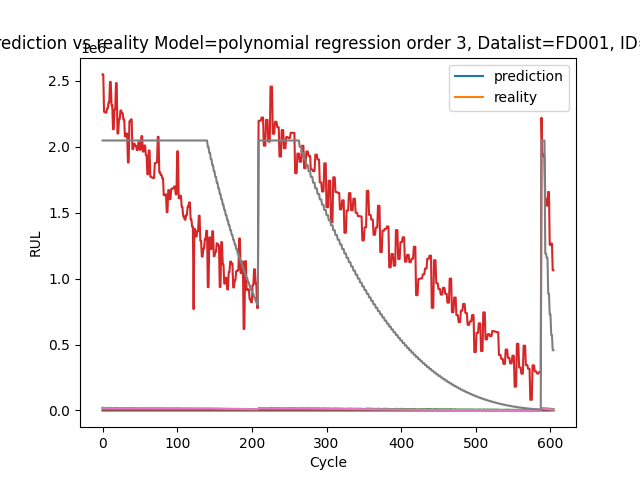 rediction vs reality Model=polynomial regression order 3, Datalist=FD001, ID=
1e6
prediction
reality
2.5
2.0
1.5
1.0
0.5
0.0
RUL
0 100 200 300 400 500 600
Cycle